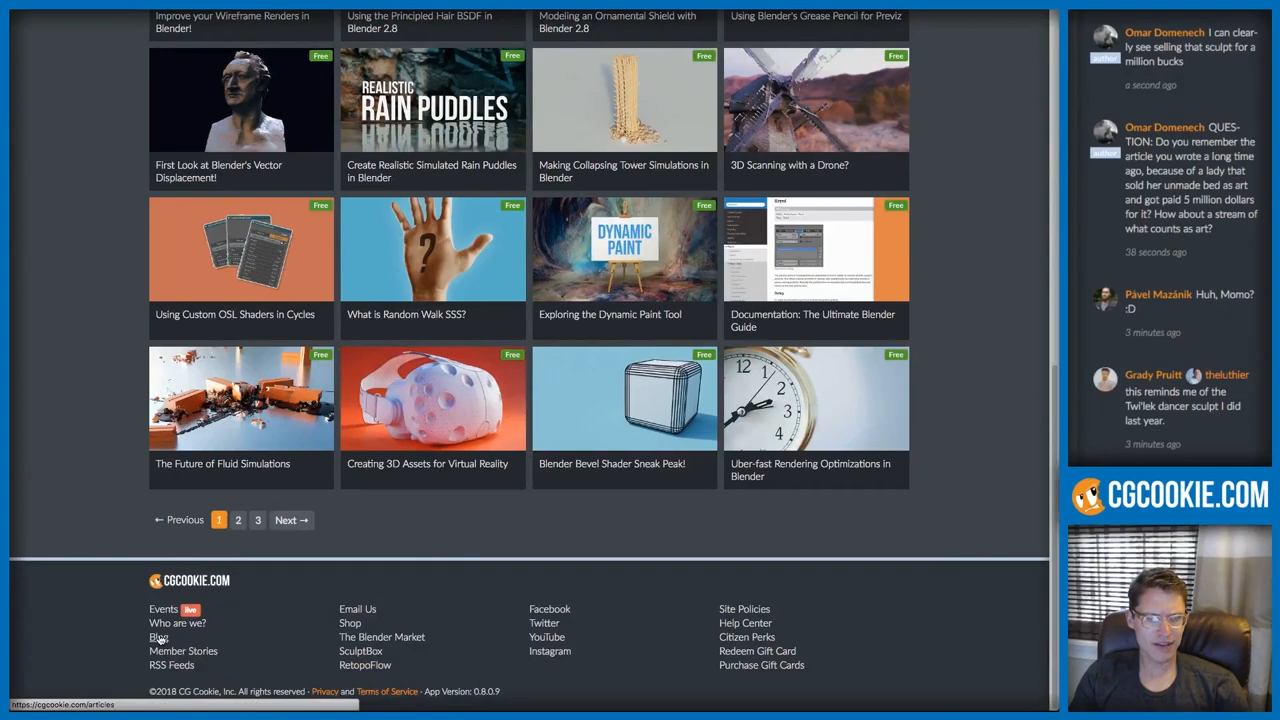 Improve your Wireframe Renders in
Blender!
Using the Principled Hair BSDF in
Blender 2.8
Modeling an Ornamental Shield with
Blender 2.8
Using Blender's Grease Pencil for Previz
Free
Free
Free
Free
REALISTIC
RAIN PUDDLES
First Look at Blender's Vector
Displacement!
Create Realistic Simulated Rain Puddles
in Blender
Making Collapsing Tower Simulations in
Blender
3D Scanning with a Drone?
Free
Free
Free
Free
?
DYNAMIC
PAINT
Using Custom OSL Shaders in Cycles
What is Random Walk SSS?
Exploring the Dynamic Paint Tool
Documentation: The Ultimate Blender
Guide
Free
Free
Free
Free
12
1
2
3
The Future of Fluid Simulations
Creating 3D Assets for Virtual Reality
Blender Bevel Shader Sneak Peak!
Uber-fast Rendering Optimizations in
Blender
← Previous 1 2 3 Next →
CGCOOKIE.COM
Events live
Who are we?
Blog
Member Stories
RSS Feeds
Email Us
Shop
The Blender Market
SculptBox
RetopoFlow
Facebook
Twitter
YouTube
Instagram
Site Policies
Help Center
Citizen Perks
Redeem Gift Card
Purchase Gift Cards
©2018 CG Cookie, Inc. All rights reserved · Privacy and Terms of Service · App Version: 0.8.0.9
https://cgcookie.com/articles
Omar Domenech I can clear-
ly see selling that sculpt for a
million bucks
author
a second ago
Omar Domenech QUES-
TION: Do you remember the
author
article you wrote a long time
ago, because of a lady that
sold her unmade bed as art
and got paid 5 million dollars
for it? How about a stream of
what counts as art?
38 seconds ago
Pável Mazánik Huh, Momo?
:D
3 minutes ago
Grady Pruitt theluthier
this reminds me of the
Twi'lek dancer sculpt I did
last year.
3 minutes ago
CGCOOKIE.COM